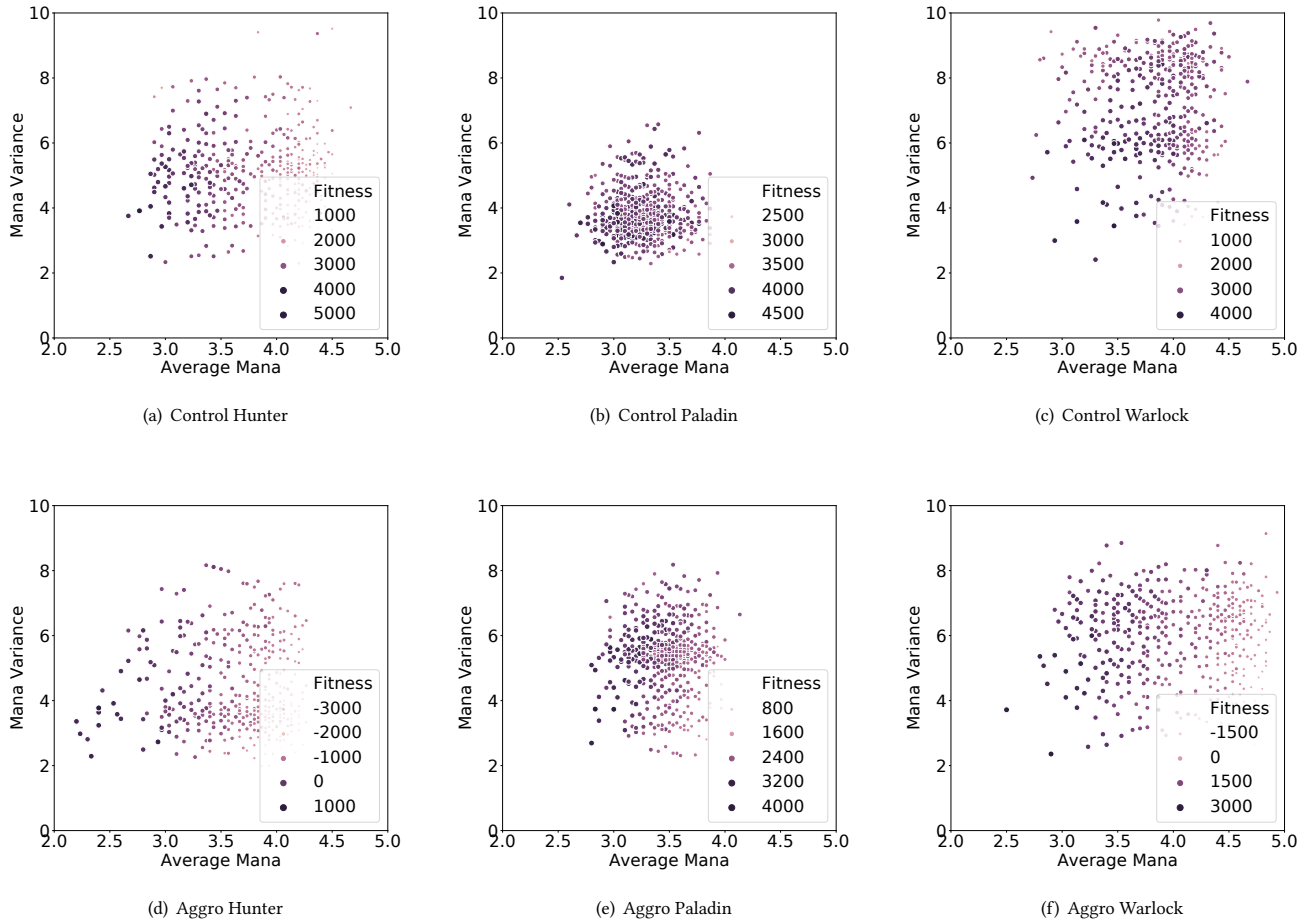 10
8
6
4
2
0
Mana Variance
2.0 2.5 3.0 3.5 4.0 4.5 5.0
Average Mana
Fitness
1000
2000
3000
4000
5000
(a) Control Hunter
10
8
6
4
2
0
Mana Variance
2.0 2.5 3.0 3.5 4.0 4.5 5.0
Average Mana
Fitness
2500
3000
3500
4000
4500
(b) Control Paladin
10
8
6
4
2
0
Mana Variance
2.0 2.5 3.0 3.5 4.0 4.5 5.0
Average Mana
Fitness
1000
2000
3000
4000
(c) Control Warlock
10
8
6
4
2
0
Mana Variance
2.0 2.5 3.0 3.5 4.0 4.5 5.0
Average Mana
Fitness
-3000
-2000
-1000
0
1000
(d) Aggro Hunter
10
8
6
4
2
0
Mana Variance
2.0 2.5 3.0 3.5 4.0 4.5 5.0
Average Mana
Fitness
800
1600
2400
3200
4000
(e) Aggro Paladin
10
8
6
4
2
0
Mana Variance
2.0 2.5 3.0 3.5 4.0 4.5 5.0
Average Mana
Fitness
-1500
0
1500
3000
(f) Aggro Warlock